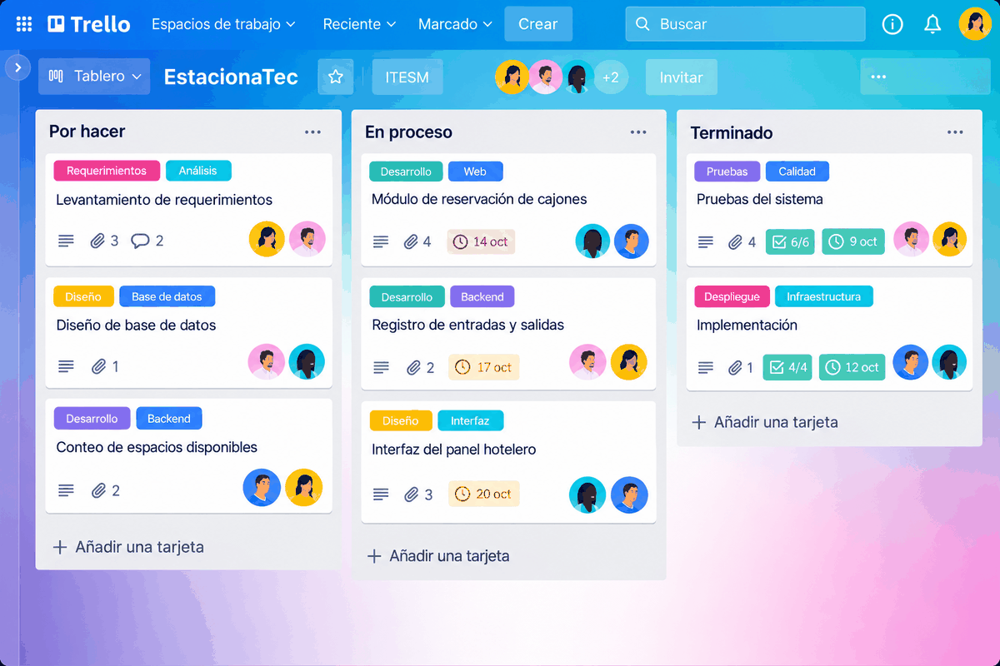 Trello Espacios de trabajo Reciente Marcado Crear Buscar
Tablero EstacionaTec ITESM +2 Invitar
Por hacer
Requerimientos Análisis
Levantamiento de requerimientos
3 2
Diseño Base de datos
Diseño de base de datos
1
Desarrollo Backend
Conteo de espacios disponibles
2
+ Añadir una tarjeta
En proceso
Desarrollo Web
Módulo de reservación de cajones
4 14 oct
Desarrollo Backend
Registro de entradas y salidas
2 17 oct
Diseño Interfaz
Interfaz del panel hotelero
3 20 oct
+ Añadir una tarjeta
Terminado
Pruebas Calidad
Pruebas del sistema
4 6/6 9 oct
Despliegue Infraestructura
Implementación
1 4/4 12 oct
+ Añadir una tarjeta